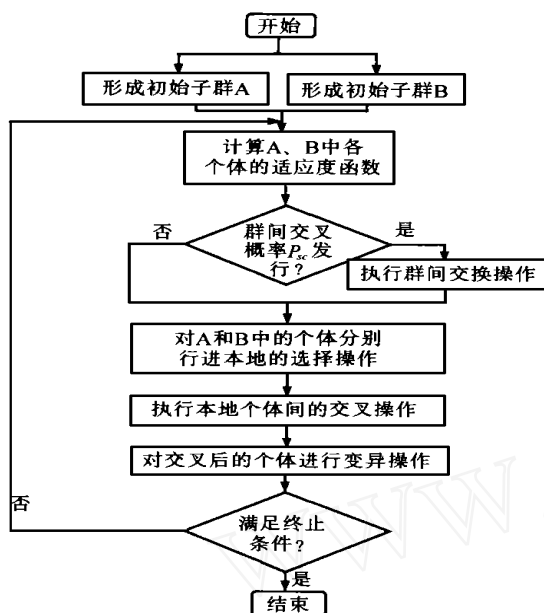 开始
形成初始子群A
形成初始子群B
计算A、B中各
个体的适应度函数
否
群间交叉
概率Psc发
行？
是
执行群间交换操作
对A和B中的个体分别
行进本地的选择操作
执行本地个体间的交叉操作
对交叉后的个体进行变异操作
否
满足终止
条件？
是
结束
WWW